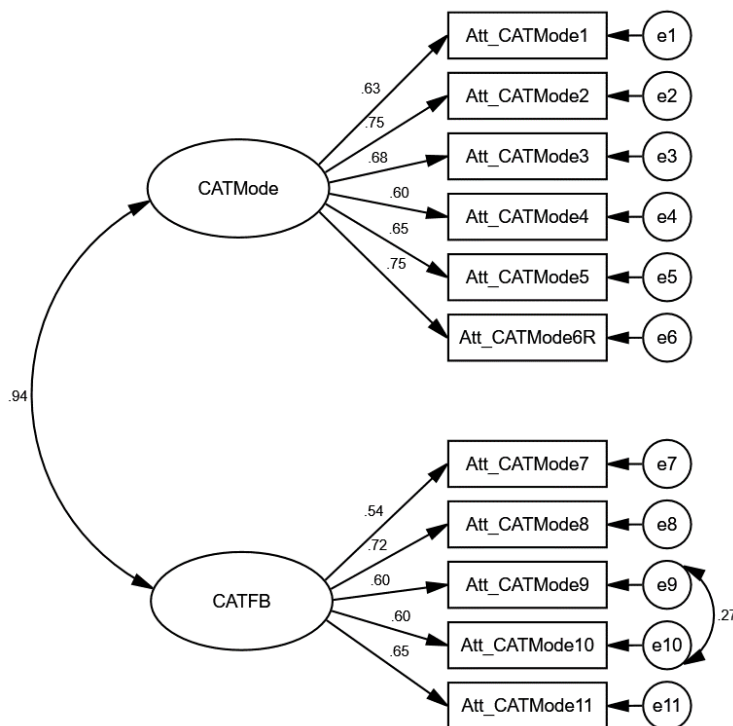 Att_CATMode1 e1
.63
Att_CATMode2 e2
.75
Att_CATMode3 e3
.68
CATMode
Att_CATMode4 e4
.60
Att_CATMode5 e5
.65
Att_CATMode6R e6
.75
.94
Att_CATMode7 e7
.54
Att_CATMode8 e8
.72
Att_CATMode9 e9
.60
CATFB
.27
Att_CATMode10 e10
.60
Att_CATMode11 e11
.65